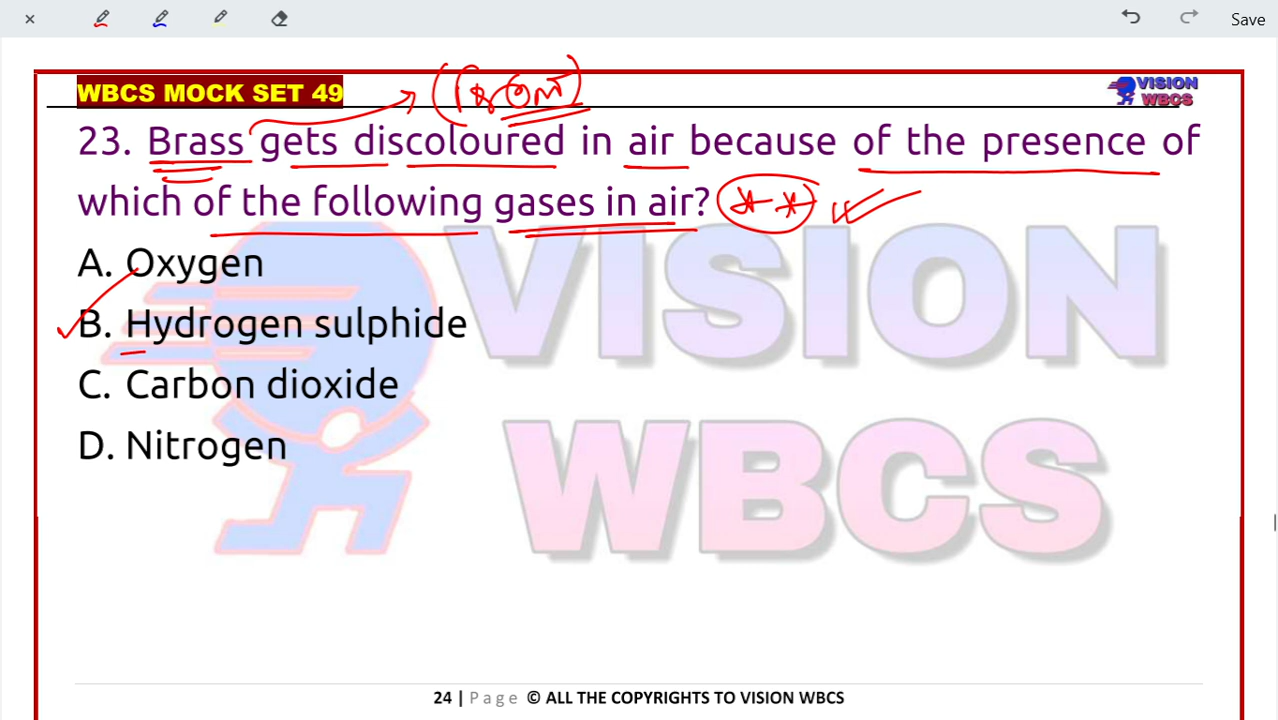 Save
WBCS MOCK SET 49
VISION
WBCS
23. Brass gets discoloured in air because of the presence of
which of the following gases in air?
A. Oxygen
B. Hydrogen sulphide
C. Carbon dioxide
D. Nitrogen
VISION
WBCS
24 | Page © ALL THE COPYRIGHTS TO VISION WBCS